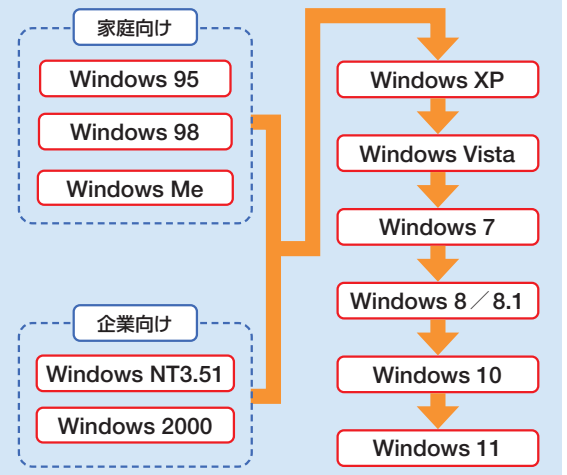 家庭向け
Windows 95
Windows 98
Windows Me
企業向け
Windows NT3.51
Windows 2000
Windows XP
Windows Vista
Windows 7
Windows 8／8.1
Windows 10
Windows 11